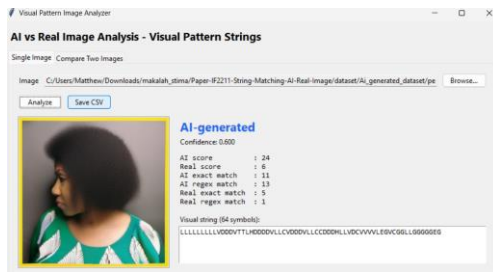 Visual Pattern Image Analyzer
AI vs Real Image Analysis - Visual Pattern Strings
Single Image Compare Two Images
Image C:/Users/Matthew/Downloads/makalah_stima/Paper-IF2211-String-Matching-AI-Real-Image/dataset/Ai_generated_dataset/pe Browse...
Analyze Save CSV
AI-generated
Confidence: 0.600
AI score : 24
Real score : 6
AI exact match : 11
AI regex match : 13
Real exact match : 5
Real regex match : 1
Visual string (64 symbols):